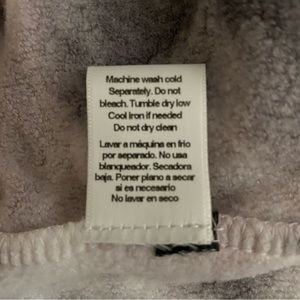 Machine wash cold
Separately. Do not
bleach. Tumble dry low
Cool iron if needed
Do not dry clean
Lavar a máquina en frio
por separado. No usa
blanqueador. Secadora
baja. Poner plano a secar
si es necesario
No lavar en seco